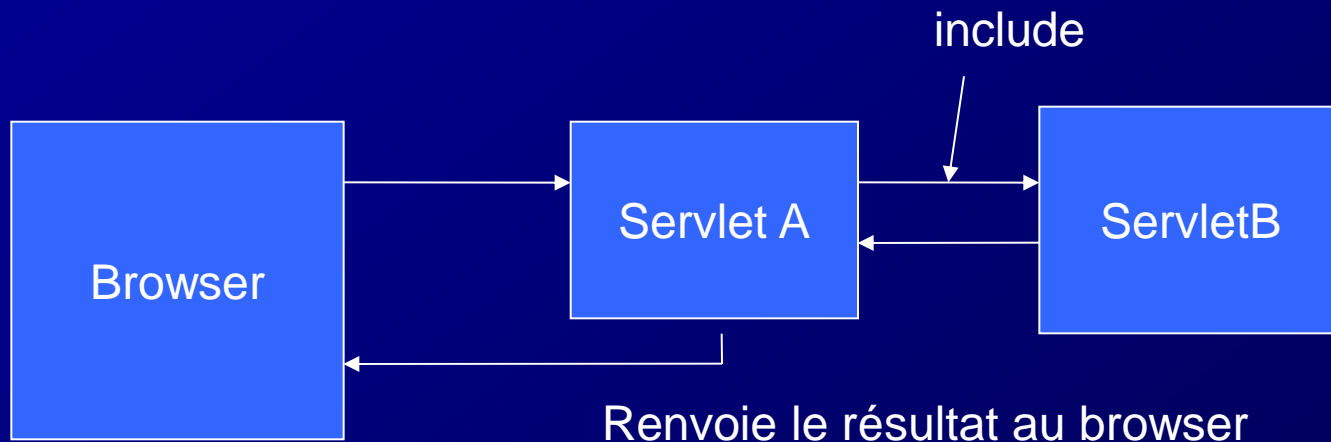 include
Browser
Servlet A
ServletB
Renvoie le résultat au browser